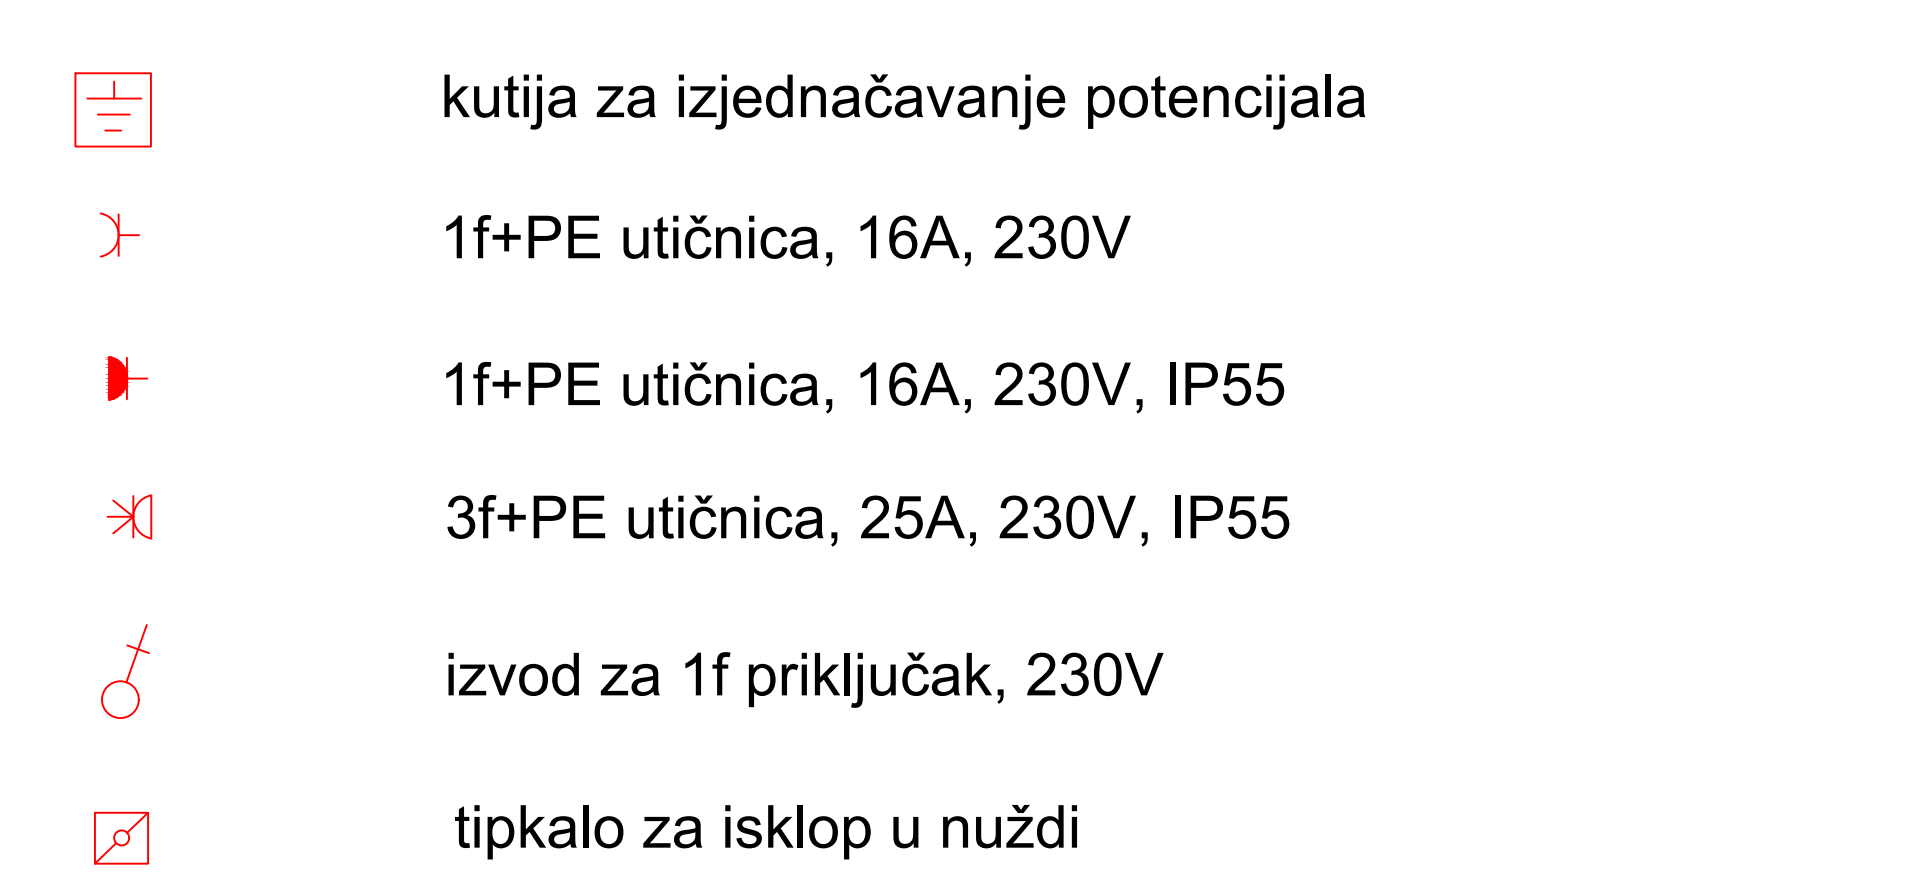 kutija za izjednačavanje potencijala
1f+PE utičnica, 16A, 230V
1f+PE utičnica, 16A, 230V, IP55
3f+PE utičnica, 25A, 230V, IP55
izvod za 1f priključak, 230V
tipkalo za isklop u nuždi